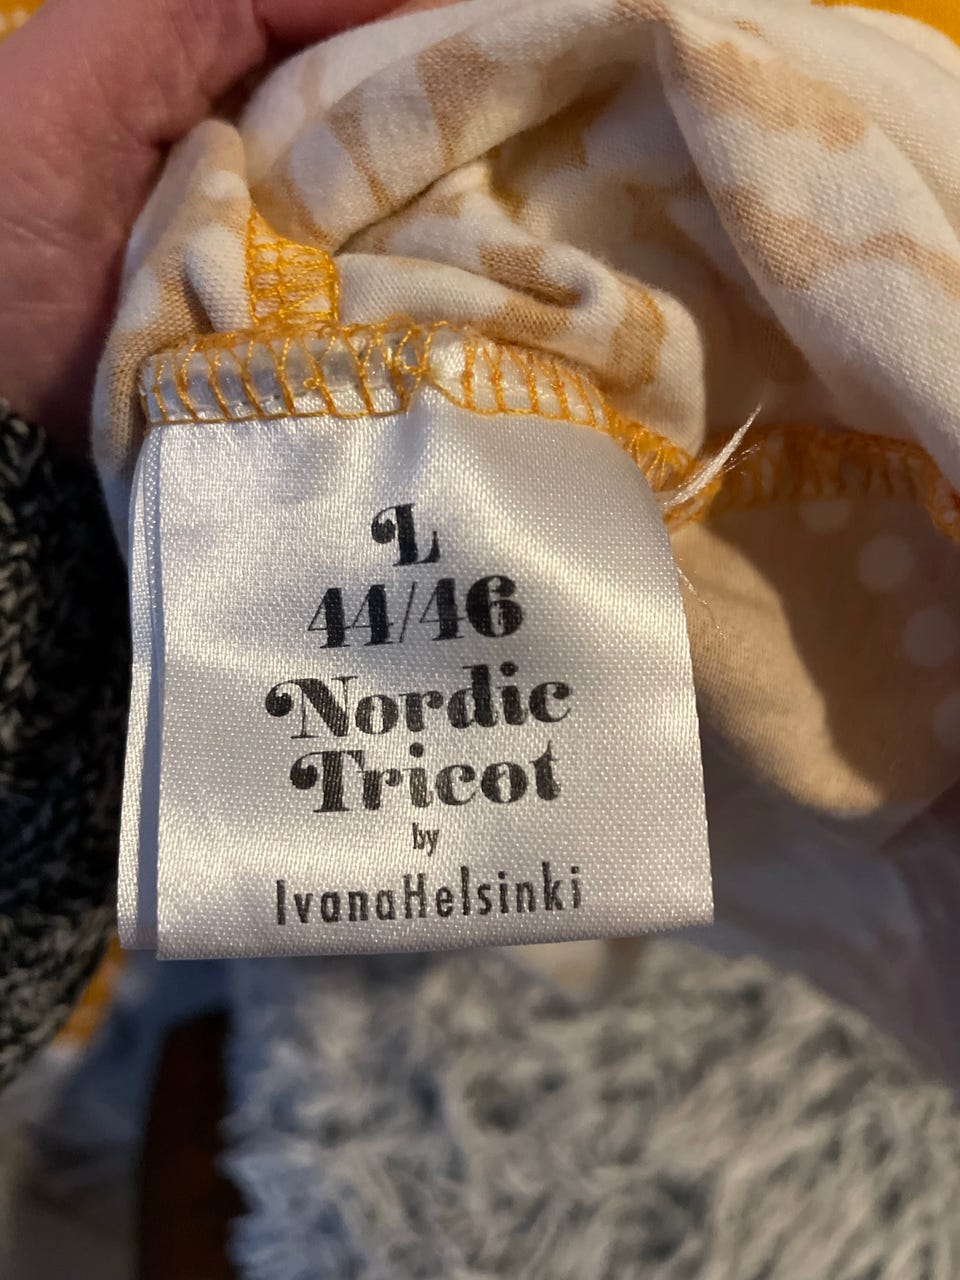 L
44/46
Nordic
Tricot
by
IvanaHelsinki